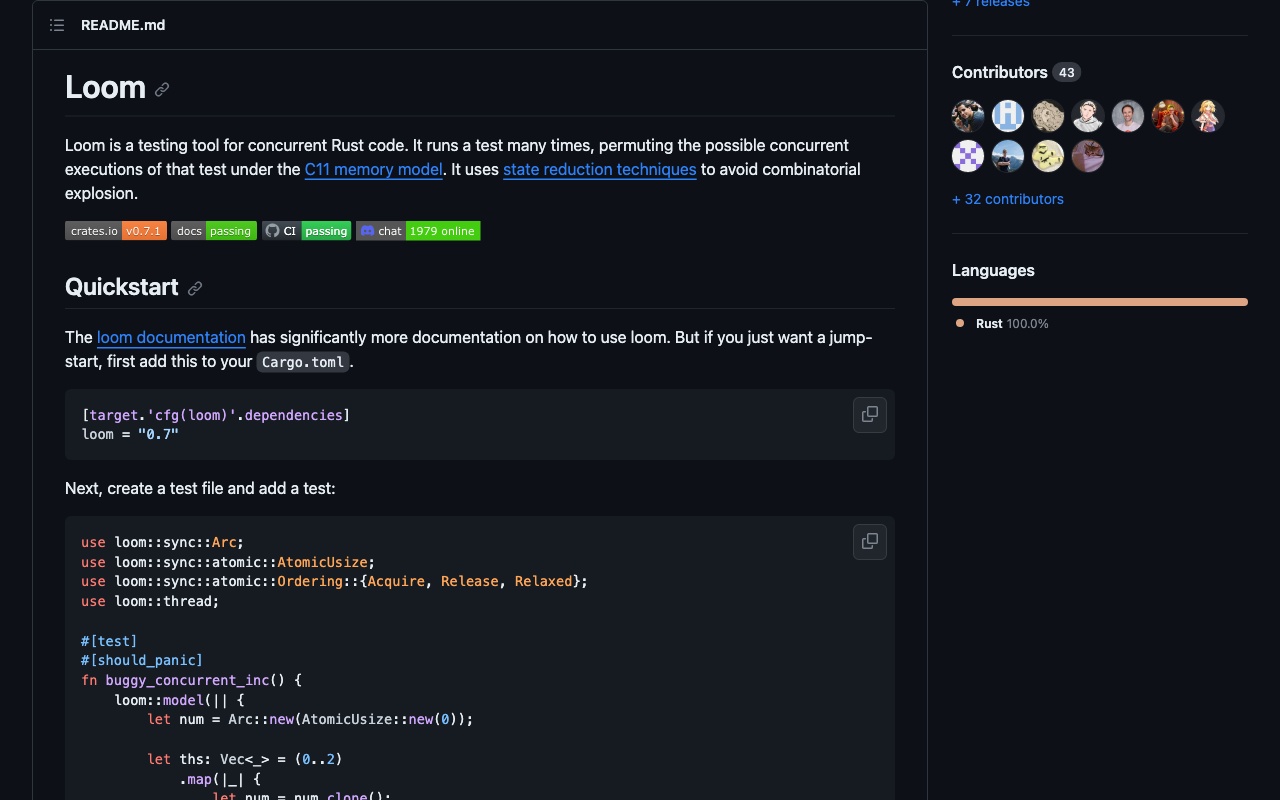 README.md
Loom
Loom is a testing tool for concurrent Rust code. It runs a test many times, permuting the possible concurrent
executions of that test under the C11 memory model. It uses state reduction techniques to avoid combinatorial
explosion.
crates.io v0.7.1 docs passing CI passing chat 1979 online
Quickstart
The loom documentation has significantly more documentation on how to use loom. But if you just want a jump-
start, first add this to your Cargo.toml.
[target.'cfg(loom)'.dependencies]
loom = "0.7"
Next, create a test file and add a test:
use loom::sync::Arc;
use loom::sync::atomic::AtomicUsize;
use loom::sync::atomic::Ordering::{Acquire, Release, Relaxed};
use loom::thread;
#[test]
#[should_panic]
fn buggy_concurrent_inc() {
    loom::model(|| {
        let num = Arc::new(AtomicUsize::new(0));
        let ths: Vec<_> = (0..2)
            .map(|_| {
                let num = num.clone();
+ 7 releases
Contributors 43
+ 32 contributors
Languages
Rust 100.0%